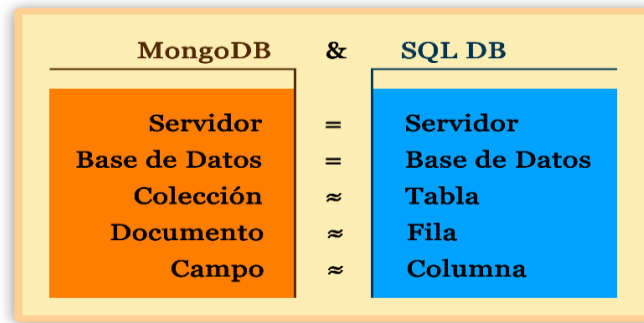 MongoDB & SQL DB
Servidor = Servidor
Base de Datos = Base de Datos
Colección ≈ Tabla
Documento ≈ Fila
Campo ≈ Columna